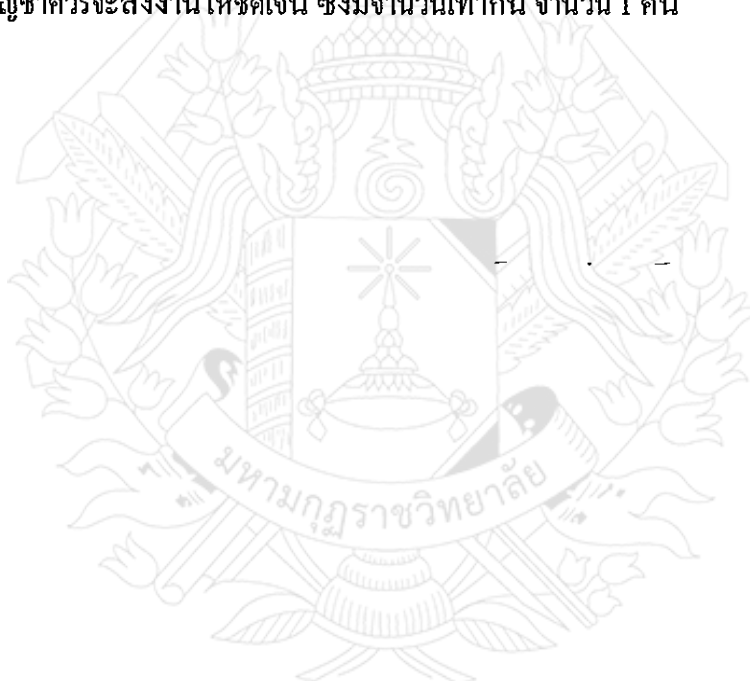 ญชาควรจะสั่งงานให้ชัดเจน ซึ่งมีจำนวนเท่ากัน จำนวน 1 คน
มหามกุฏราชวิทยาลัย